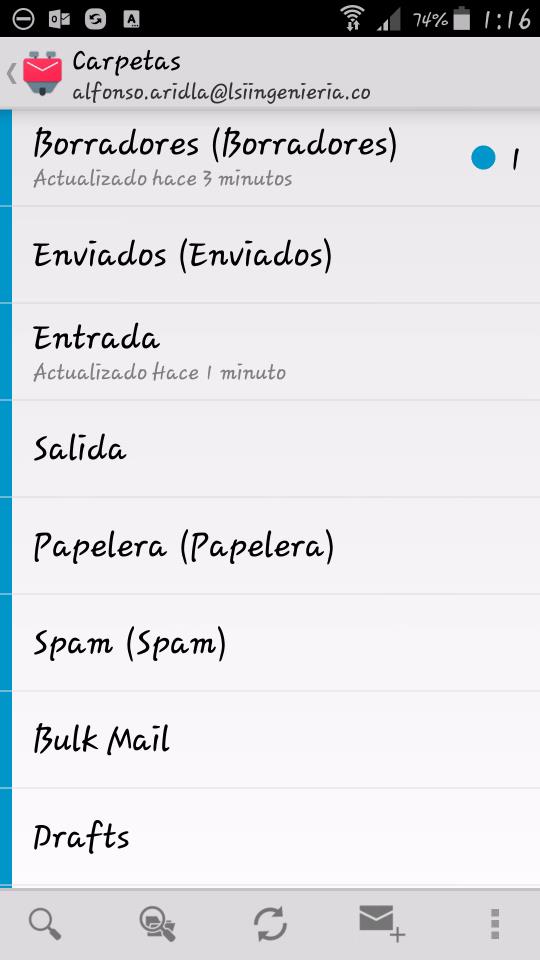 74% 1:16
Carpetas
alfonso.aridla@lsiingenieria.co
Borradores (Borradores)
1
Actualizado hace 3 minutos
Enviados (Enviados)
Entrada
Actualizado Hace 1 minuto
Salida
Papelera (Papelera)
Spam (Spam)
Bulk Mail
Drafts